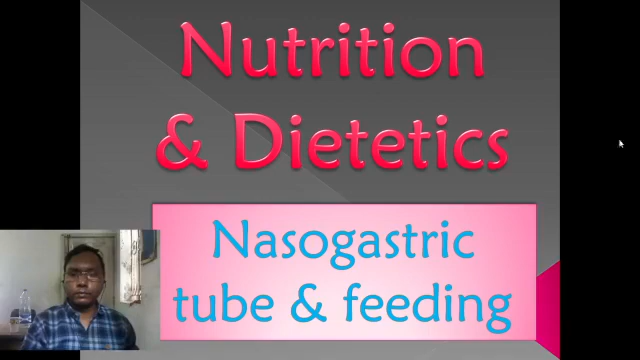 Nutrition
& Dietetics
Nasogastric
tube & feeding